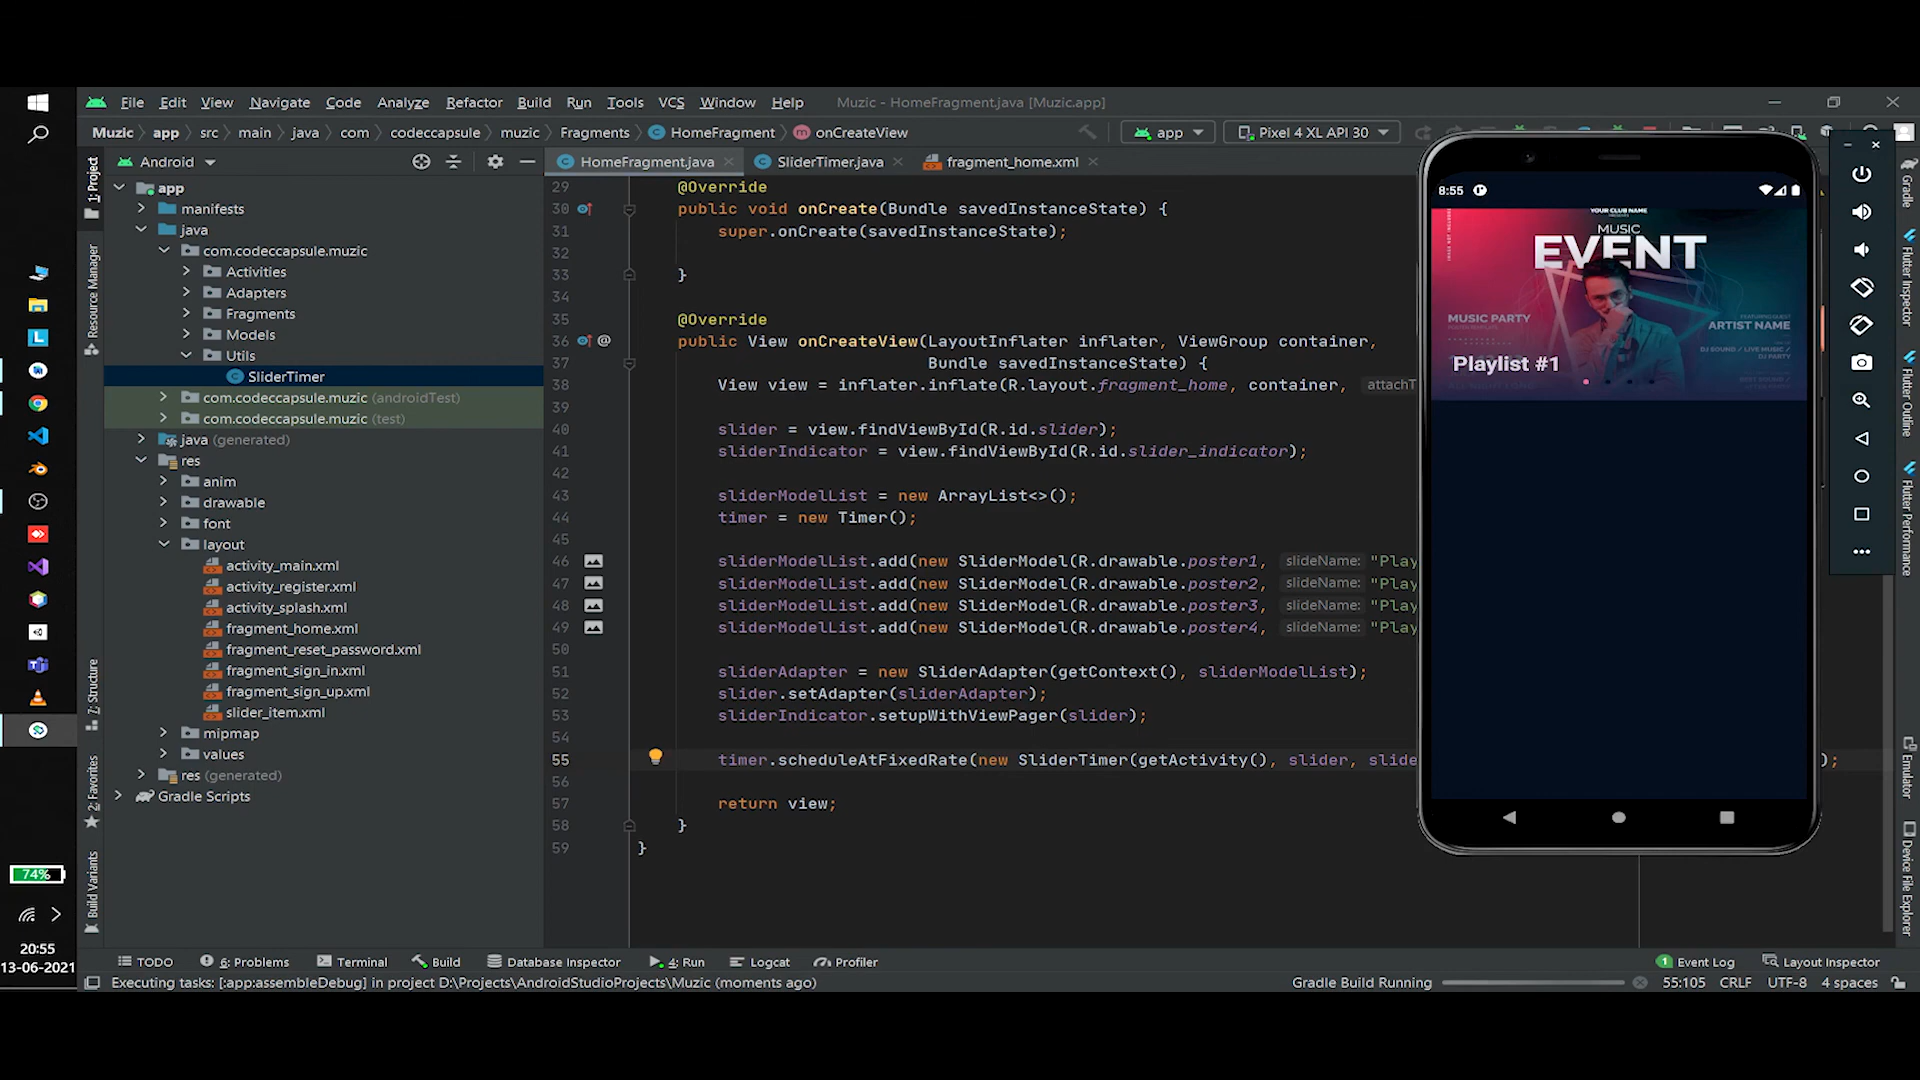 File Edit View Navigate Code Analyze Refactor Build Run Tools VCS Window Help Muzic - HomeFragment.java [Muzic.app]
Muzic app src main java com codeccapsule muzic Fragments HomeFragment onCreateView app Pixel 4 XL API 30
Android HomeFragment.java SliderTimer.java fragment_home.xml
1: Project
Resource Manager
7: Structure
2: Favorites
Build Variants
app
manifests
java
com.codeccapsule.muzic
Activities
Adapters
Fragments
Models
Utils
SliderTimer
com.codeccapsule.muzic (androidTest)
com.codeccapsule.muzic (test)
java (generated)
res
anim
drawable
font
layout
activity_main.xml
activity_register.xml
activity_splash.xml
fragment_home.xml
fragment_reset_password.xml
fragment_sign_in.xml
fragment_sign_up.xml
slider_item.xml
mipmap
values
res (generated)
Gradle Scripts
29 @Override
30 public void onCreate(Bundle savedInstanceState) {
31 super.onCreate(savedInstanceState);
32
33 }
34
35 @Override
36 @ public View onCreateView(LayoutInflater inflater, ViewGroup container,
37 Bundle savedInstanceState) {
38 View view = inflater.inflate(R.layout.fragment_home, container, attachT
39
40 slider = view.findViewById(R.id.slider);
41 sliderIndicator = view.findViewById(R.id.slider_indicator);
42
43 sliderModelList = new ArrayList<>();
44 timer = new Timer();
45
46 sliderModelList.add(new SliderModel(R.drawable.poster1, slideName: "Play
47 sliderModelList.add(new SliderModel(R.drawable.poster2, slideName: "Play
48 sliderModelList.add(new SliderModel(R.drawable.poster3, slideName: "Play
49 sliderModelList.add(new SliderModel(R.drawable.poster4, slideName: "Play
50
51 sliderAdapter = new SliderAdapter(getContext(), sliderModelList);
52 slider.setAdapter(sliderAdapter);
53 sliderIndicator.setupWithViewPager(slider);
54
55 timer.scheduleAtFixedRate(new SliderTimer(getActivity(), slider, slide );
56
57 return view;
58 }
59 }
8:55
YOUR CLUB NAME
MUSIC
EVENT
MUSIC PARTY
ARTIST NAME
DJ SOUND / LIVE MUSIC /
DJ PARTY
Playlist #1
Gradle
Flutter Inspector
Flutter Outline
Flutter Performance
Emulator
Device File Explorer
74%
20:55
13-06-2021
TODO 6: Problems Terminal Build Database Inspector 4: Run Logcat Profiler 1 Event Log Layout Inspector
Executing tasks: [:app:assembleDebug] in project D:\Projects\AndroidStudioProjects\Muzic (moments ago) Gradle Build Running 55:105 CRLF UTF-8 4 spaces